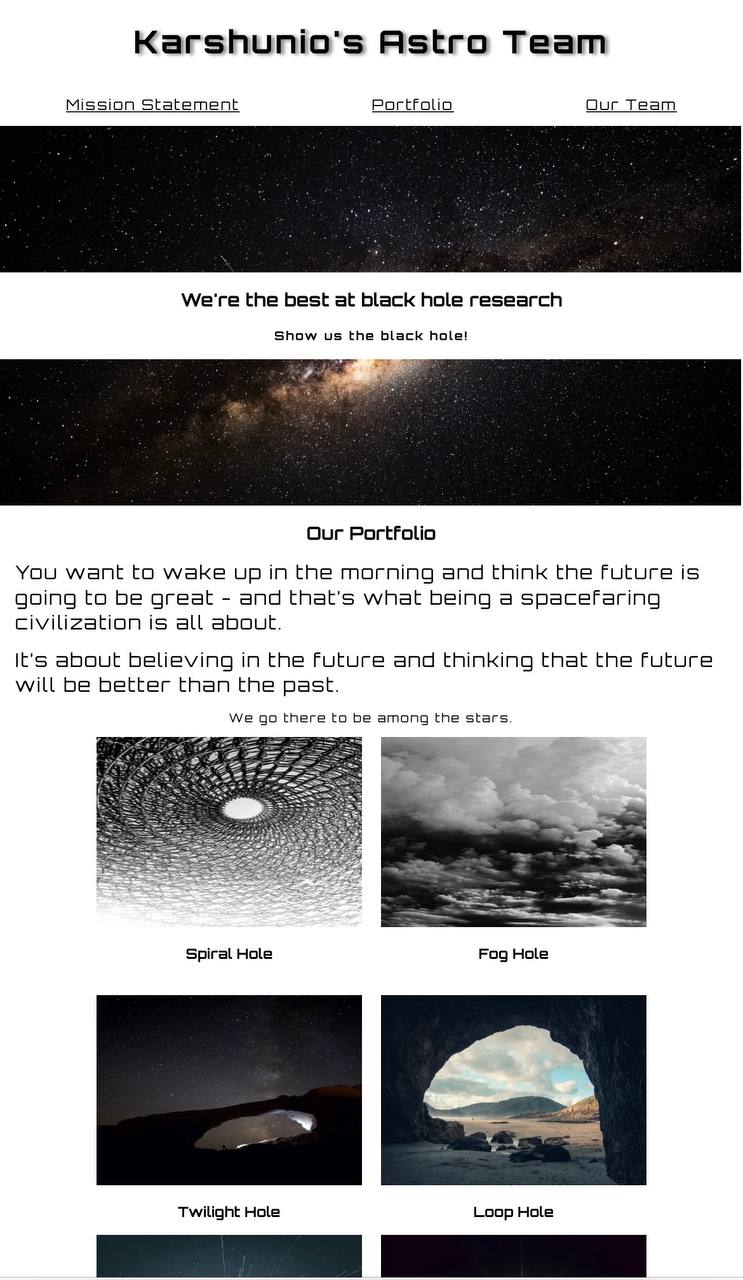 Karshunio's Astro Team
Mission Statement Portfolio Our Team
We're the best at black hole research
Show us the black hole!
Our Portfolio
You want to wake up in the morning and think the future is
going to be great - and that's what being a spacefaring
civilization is all about.
It's about believing in the future and thinking that the future
will be better than the past.
We go there to be among the stars.
Spiral Hole Fog Hole
Twilight Hole Loop Hole